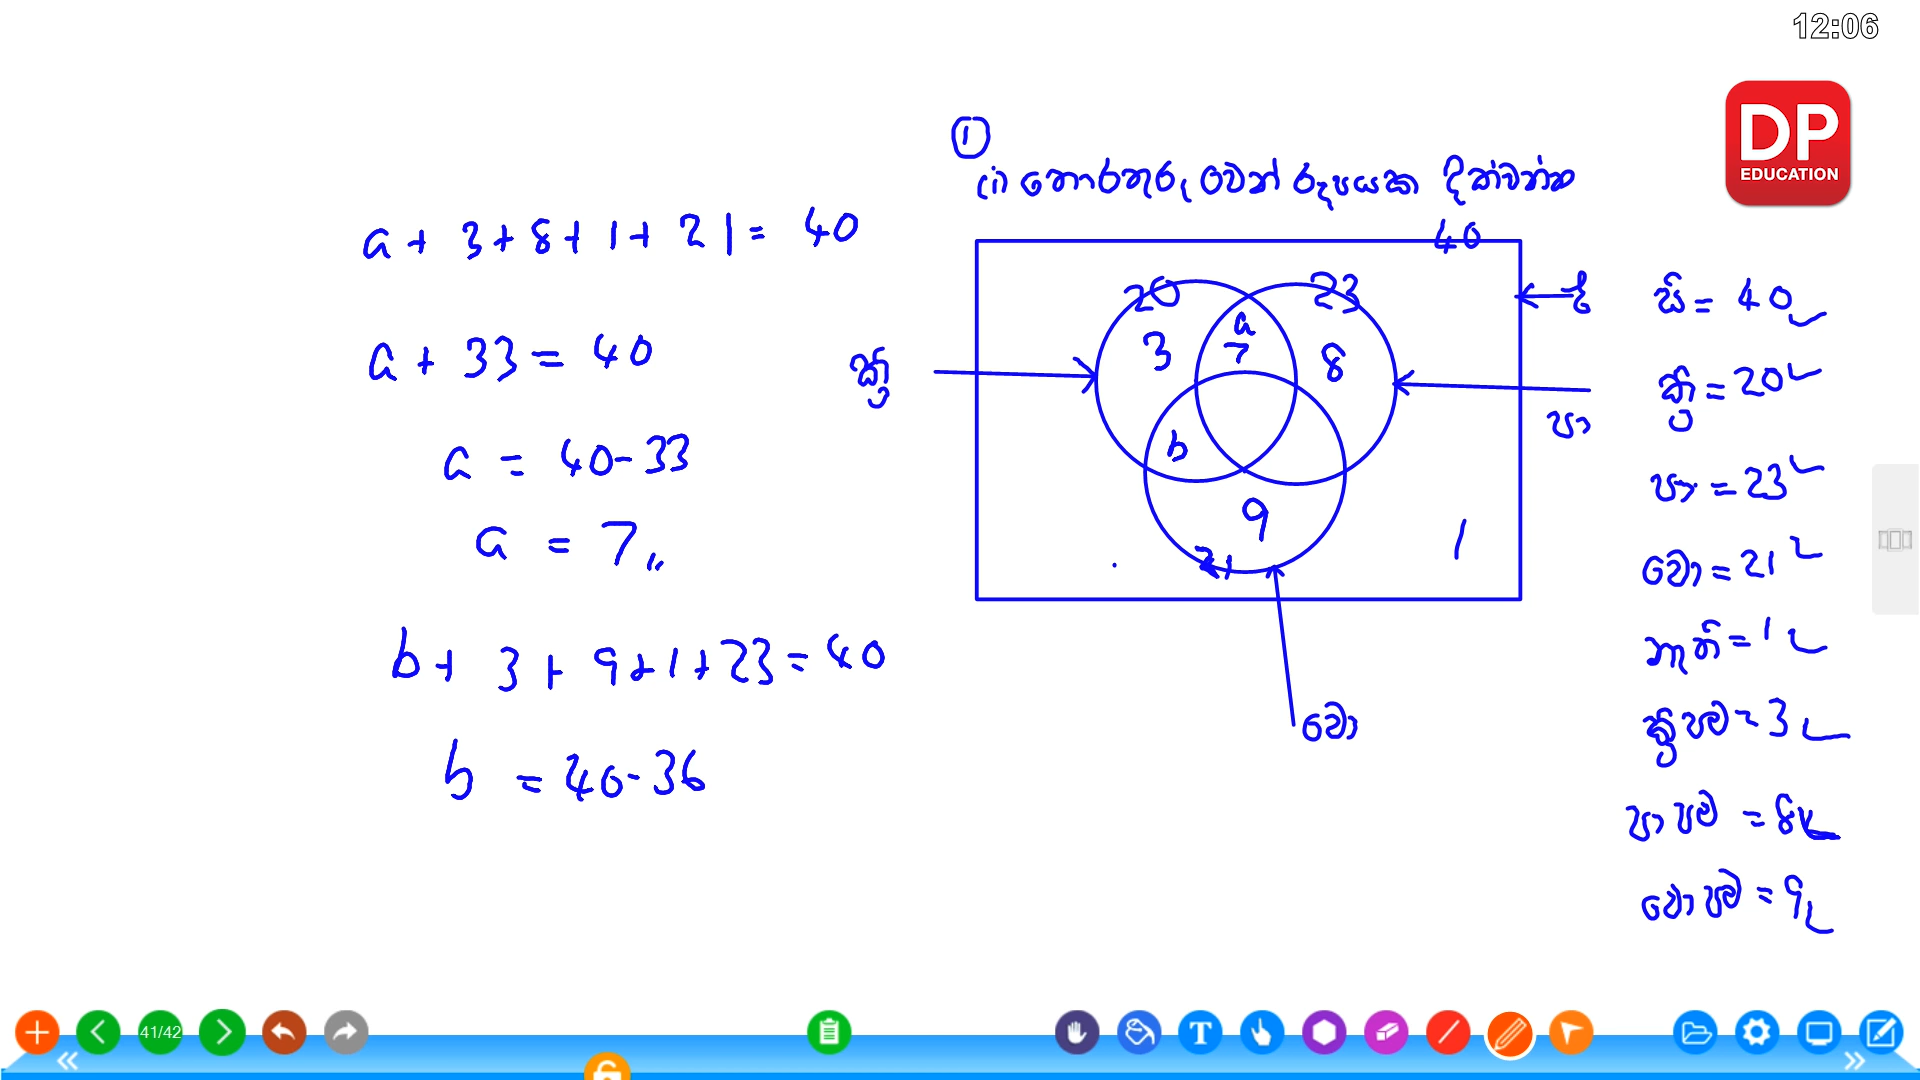 12:06
DP
EDUCATION
①
(i) තොරතුරු වෙන් රූපයක දක්වන්න
a + 3 + 8 + 1 + 21 = 40
a + 33 = 40
a = 40 - 33
a = 7
b + 3 + 9 + 1 + 23 = 40
b = 40 - 36
40
20
23
3
a
7
8
b
9
21
1
ක්‍රි
පා
වො
සි = 40
ක්‍රි = 20
පා = 23
වො = 21
නැති = 1
ක්‍රි පම = 3
පා පම = 8
වො පම = 9
41/42
T